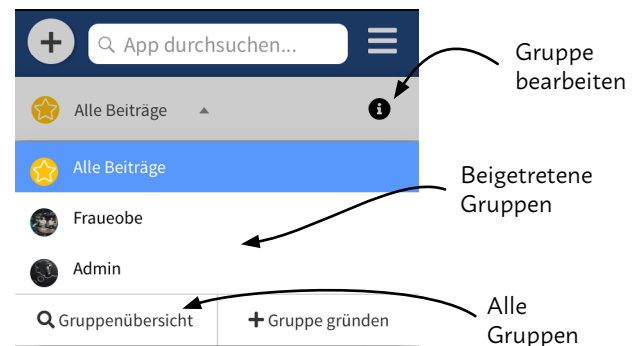 App durchsuchen...
Gruppe
bearbeiten
Alle Beiträge
Alle Beiträge
Beigetretene
Gruppen
Fraueobe
Admin
Gruppenübersicht
Gruppe gründen
Alle
Gruppen